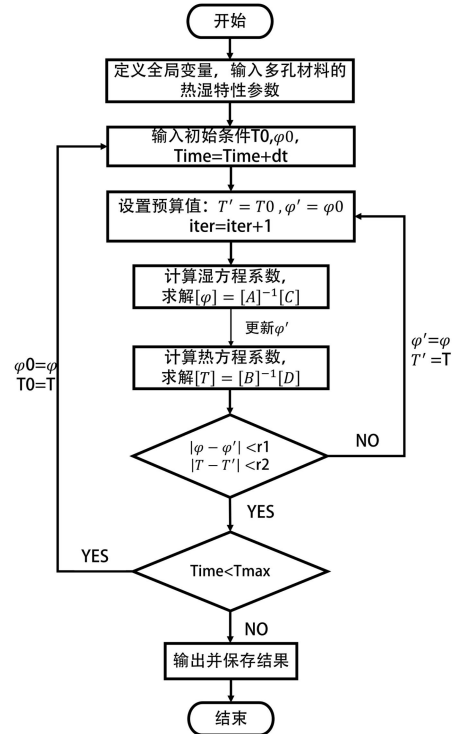 开始
定义全局变量，输入多孔材料的
热湿特性参数
输入初始条件T0,φ0,
Time=Time+dt
设置预算值：T′ = T0 , φ′ = φ0
iter=iter+1
计算湿方程系数，
求解[φ] = [A]⁻¹[C]
更新φ′
计算热方程系数，
求解[T] = [B]⁻¹[D]
φ0=φ
T0=T
φ′=φ
T′ =T
|φ − φ′| <r1
|T − T′| <r2
NO
YES
YES
Time<Tmax
NO
输出并保存结果
结束